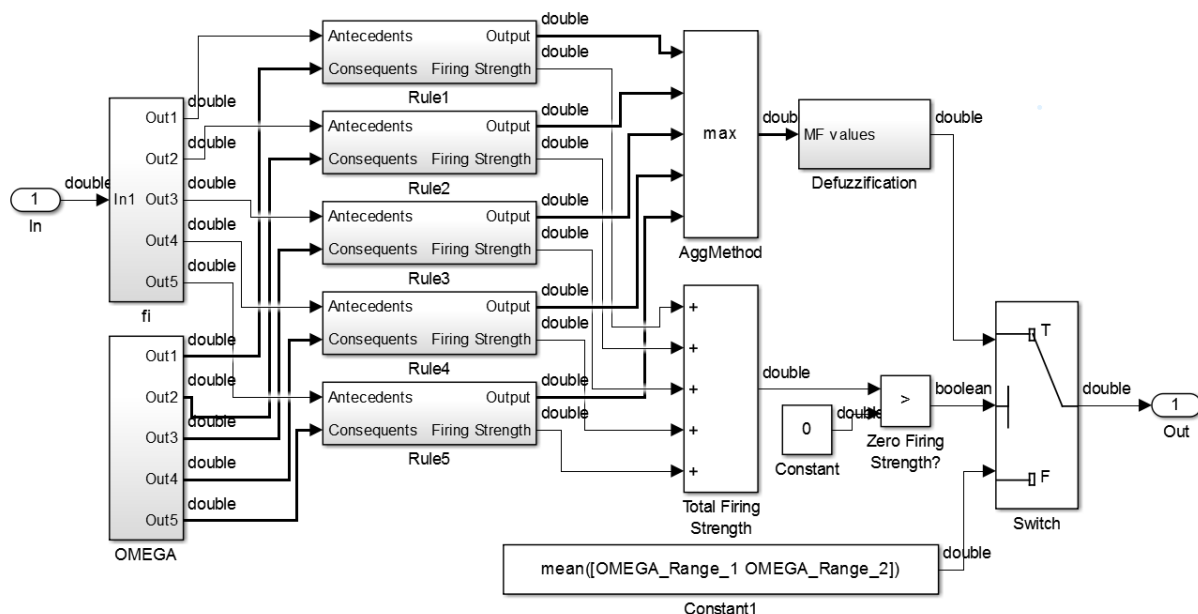 double
Antecedents Output
double
Consequents Firing Strength
Rule1
double
Out1
double
Antecedents Output
double
Out2
Consequents Firing Strength
Rule2
double
1
In
double
In1
Out3
double
Antecedents Output
double
Consequents Firing Strength
Rule3
double
Out4
double
Antecedents Output
double
Consequents Firing Strength
Rule4
double
Out5
fi
double
Antecedents Output
double
Consequents Firing Strength
Rule5
double
Out1
double
Out2
double
Out3
double
Out4
double
Out5
double
OMEGA
max
AggMethod
double
MF values
Defuzzification
double
+
+
+
+
+
Total Firing
Strength
double
0
Constant
double
>
Zero Firing
Strength?
boolean
T
F
Switch
double
1
Out
mean([OMEGA_Range_1 OMEGA_Range_2])
Constant1
double